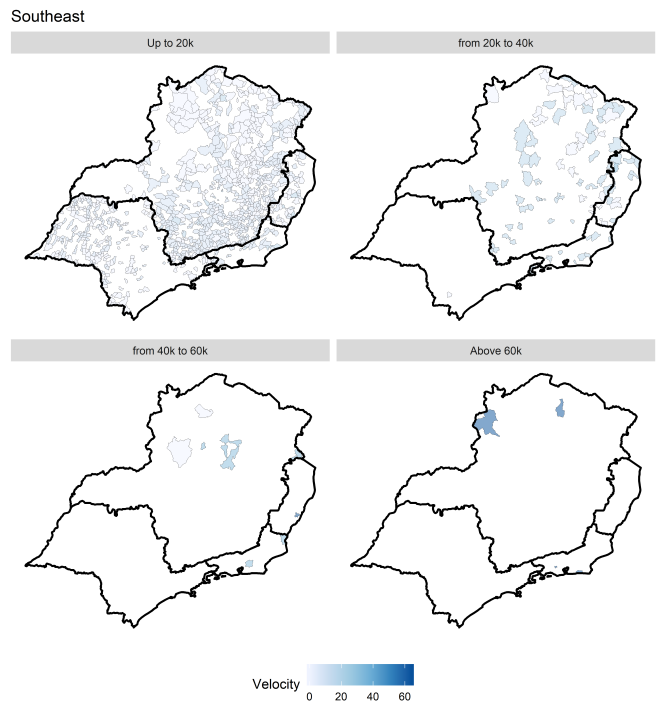 Southeast
Up to 20k
from 20k to 40k
from 40k to 60k
Above 60k
Velocity
0 20 40 60